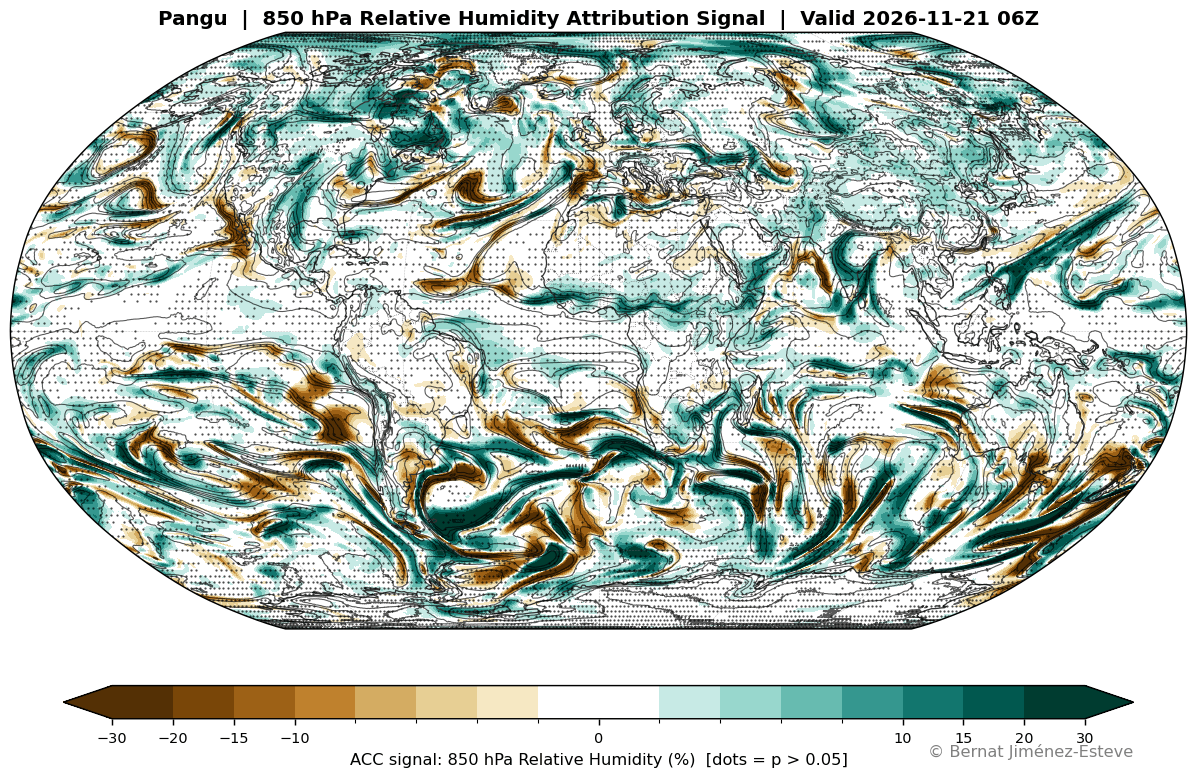 Pangu | 850 hPa Relative Humidity Attribution Signal | Valid 2026-11-21 06Z
−30 −20 −15 −10 0 10 15 20 30
ACC signal: 850 hPa Relative Humidity (%) [dots = p > 0.05]
© Bernat Jiménez-Esteve